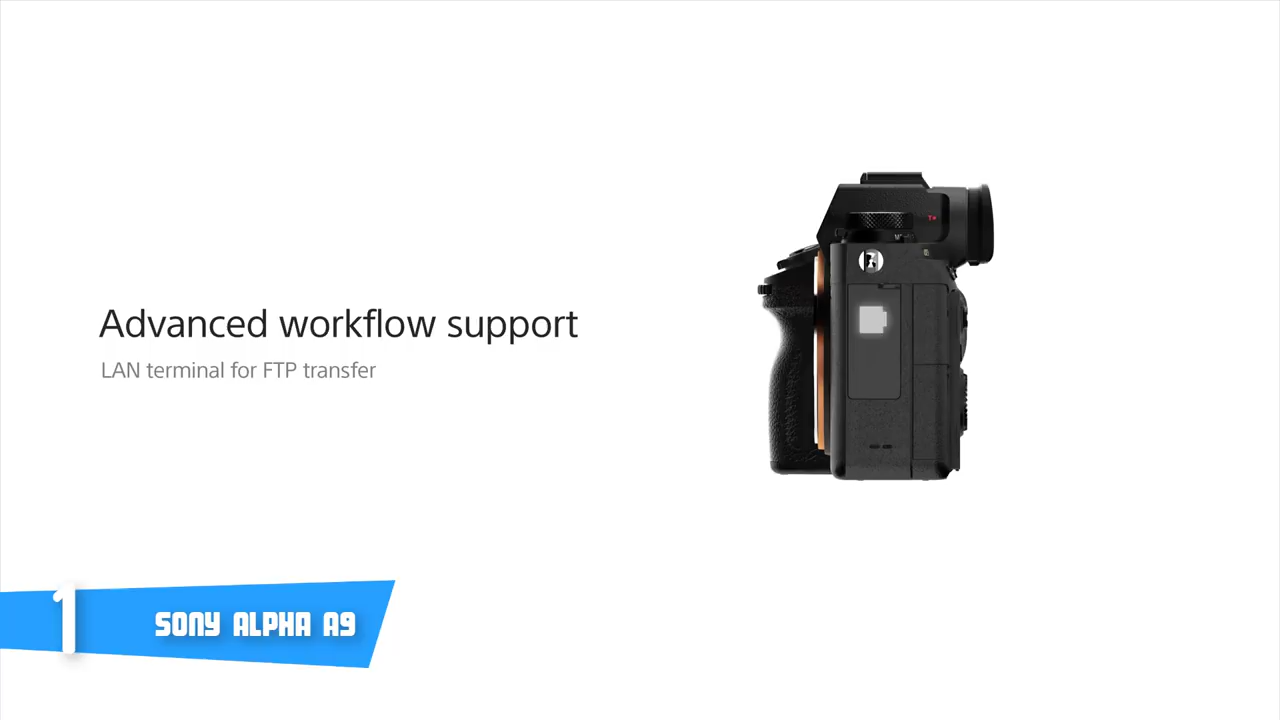 Advanced workflow support
LAN terminal for FTP transfer
1
SONY ALPHA A9